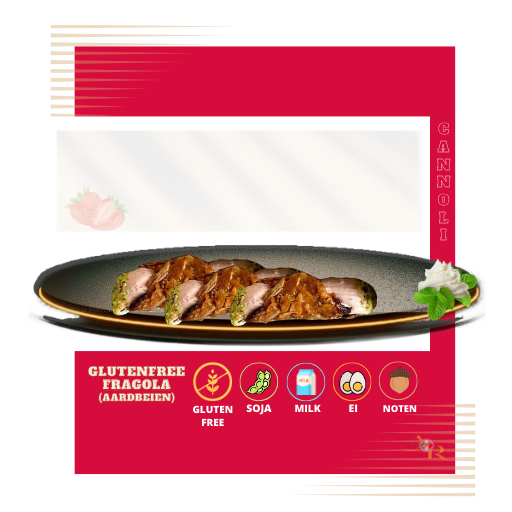 CANNOLI
GLUTENFREE
FRAGOLA
(AARDBEIEN)
GLUTEN
FREE
SOJA
MILK
EI
NOTEN